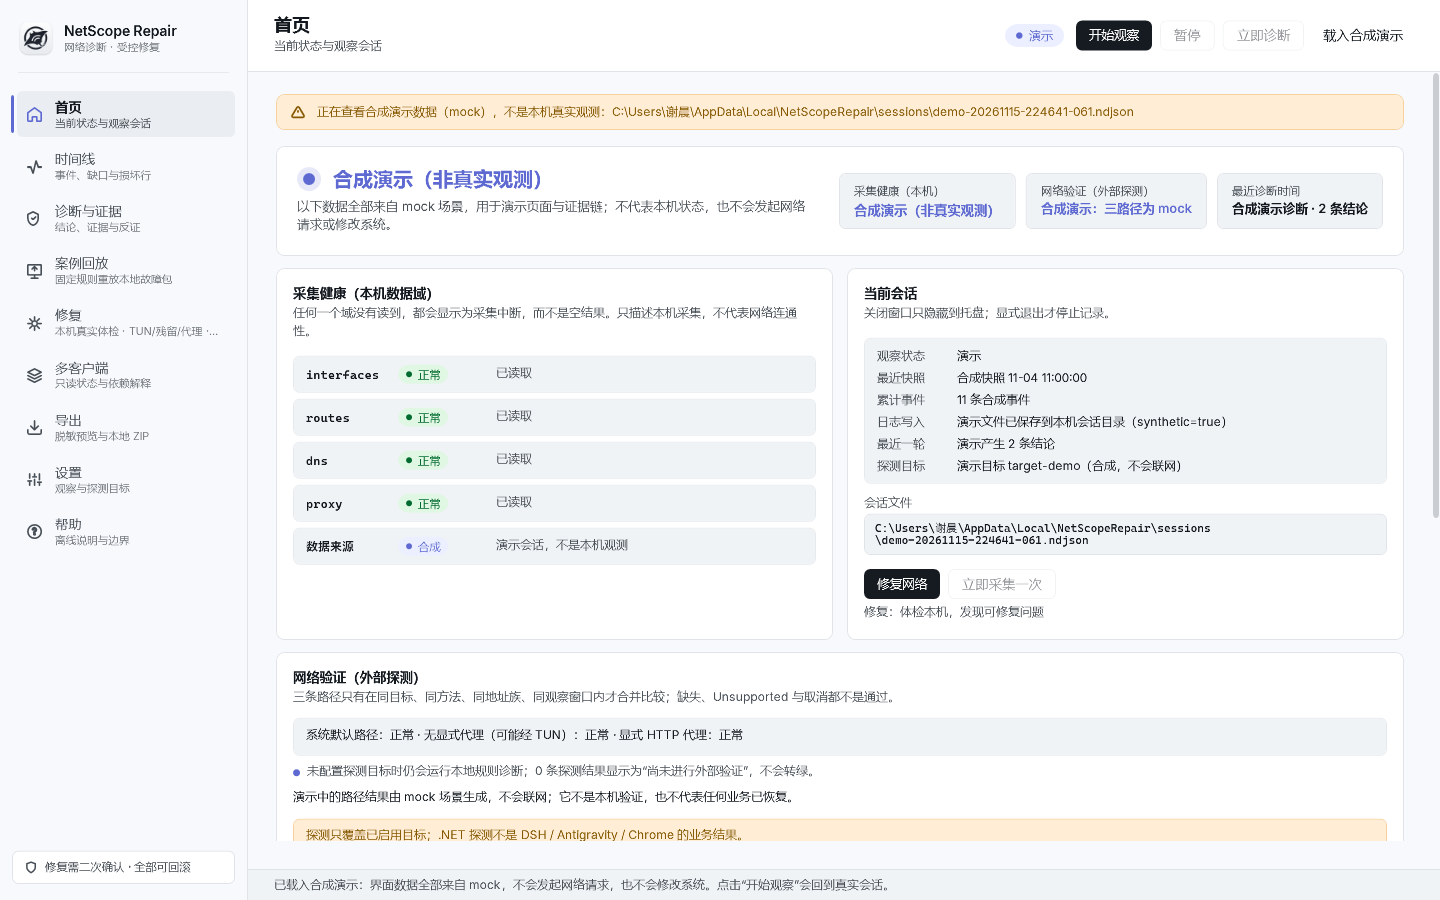 NetScope Repair
网络诊断 · 受控修复
首页
当前状态与观察会话
时间线
事件、缺口与损坏行
诊断与证据
结论、证据与反证
案例回放
固定规则重放本地故障包
修复
本机真实体检 · TUN/残留/代理 ·...
多客户端
只读状态与依赖解释
导出
脱敏预览与本地 ZIP
设置
观察与探测目标
帮助
离线说明与边界
修复需二次确认 · 全部可回滚
首页
当前状态与观察会话
演示
开始观察
暂停
立即诊断
载入合成演示
正在查看合成演示数据（mock），不是本机真实观测：C:\Users\谢晨\AppData\Local\NetScopeRepair\sessions\demo-20261115-224641-061.ndjson
合成演示（非真实观测）
以下数据全部来自 mock 场景，用于演示页面与证据链；不代表本机状态，也不会发起网络
请求或修改系统。
采集健康（本机）
合成演示（非真实观测）
网络验证（外部探测）
合成演示：三路径为 mock
最近诊断时间
合成演示诊断 · 2 条结论
采集健康（本机数据域）
任何一个域没有读到，都会显示为采集中断，而不是空结果。只描述本机采集，不代表网络连通
性。
interfaces 正常 已读取
routes 正常 已读取
dns 正常 已读取
proxy 正常 已读取
数据来源 合成 演示会话，不是本机观测
当前会话
关闭窗口只隐藏到托盘；显式退出才停止记录。
观察状态 演示
最近快照 合成快照 11-04 11:00:00
累计事件 11 条合成事件
日志写入 演示文件已保存到本机会话目录（synthetic=true）
最近一轮 演示产生 2 条结论
探测目标 演示目标 target-demo（合成，不会联网）
会话文件
C:\Users\谢晨\AppData\Local\NetScopeRepair\sessions
\demo-20261115-224641-061.ndjson
修复网络
立即采集一次
修复：体检本机，发现可修复问题
网络验证（外部探测）
三条路径只有在同目标、同方法、同地址族、同观察窗口内才合并比较；缺失、Unsupported 与取消都不是通过。
系统默认路径：正常 · 无显式代理（可能经 TUN）：正常 · 显式 HTTP 代理：正常
未配置探测目标时仍会运行本地规则诊断；0 条探测结果显示为“尚未进行外部验证”，不会转绿。
演示中的路径结果由 mock 场景生成，不会联网；它不是本机验证，也不代表任何业务已恢复。
探测只覆盖已启用目标；.NET 探测不是 DSH / Antigravity / Chrome 的业务结果。
已载入合成演示：界面数据全部来自 mock，不会发起网络请求，也不会修改系统。点击“开始观察”会回到真实会话。